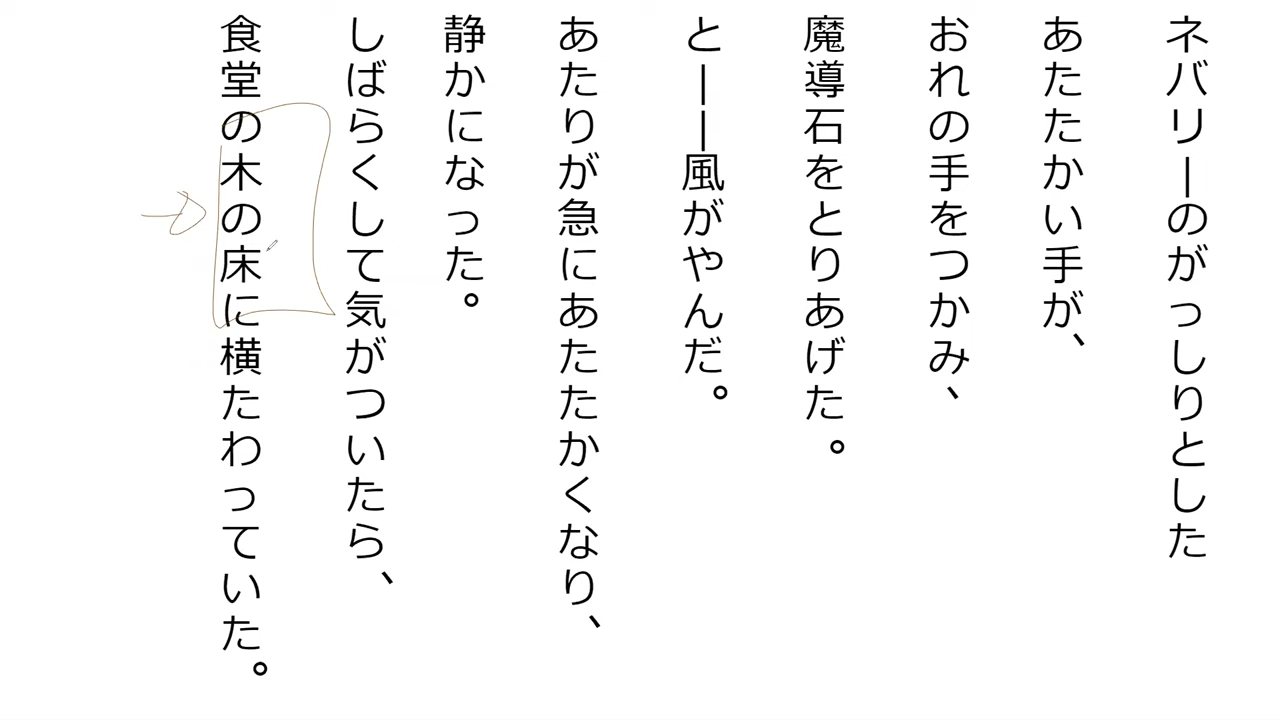 ネバリーのがっしりとした
あたたかい手が、
おれの手をつかみ、
魔導石をとりあげた。
と――風がやんだ。
あたりが急にあたたかくなり、
静かになった。
しばらくして気がついたら、
食堂の木の床に横たわっていた。